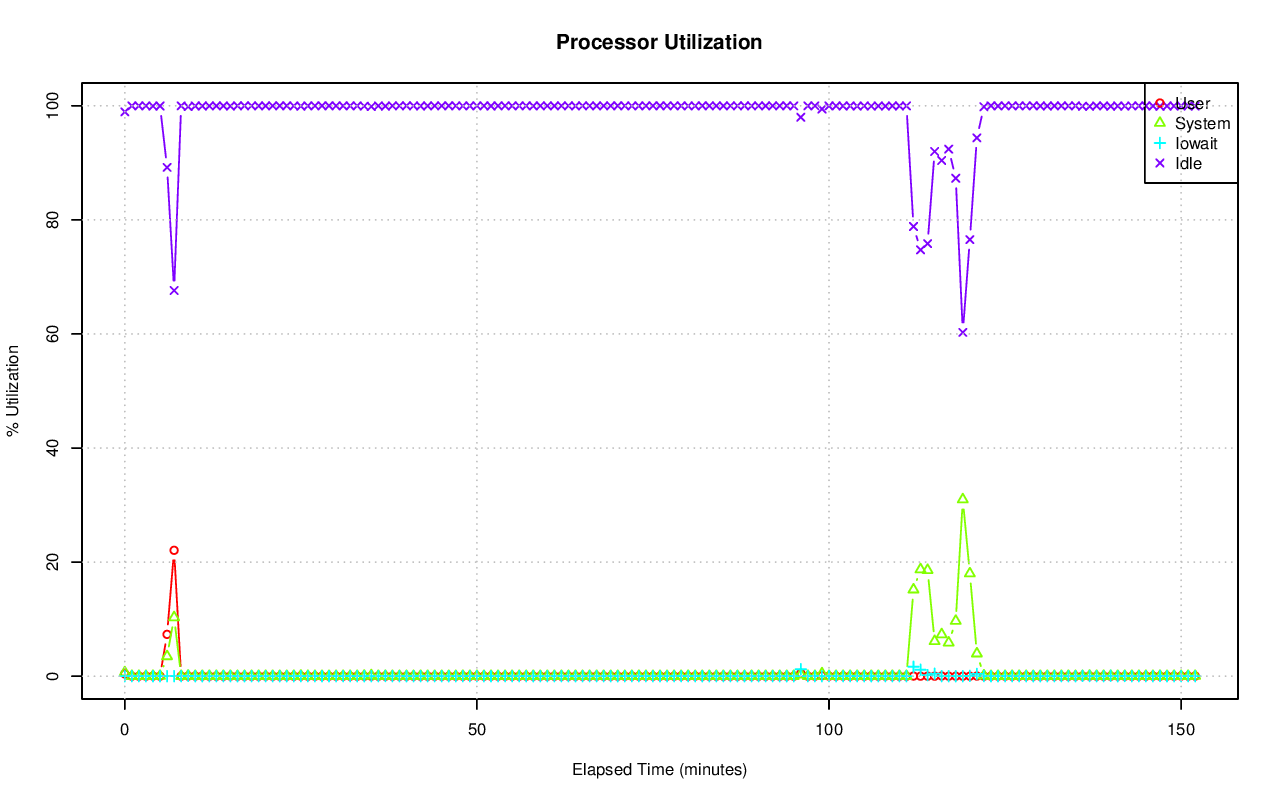 Processor Utilization
% Utilization
100
80
60
40
20
0
User
System
Iowait
Idle
0 50 100 150
Elapsed Time (minutes)